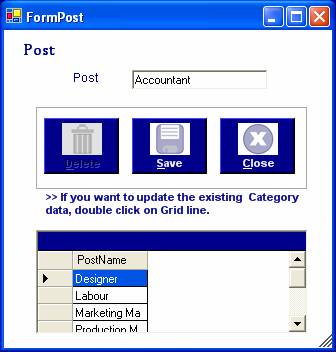 FormPost
Post
Post Accountant
Delete Save Close
>> If you want to update the existing Category
data, double click on Grid line.
PostName
Designer
Labour
Marketing Ma
Production M